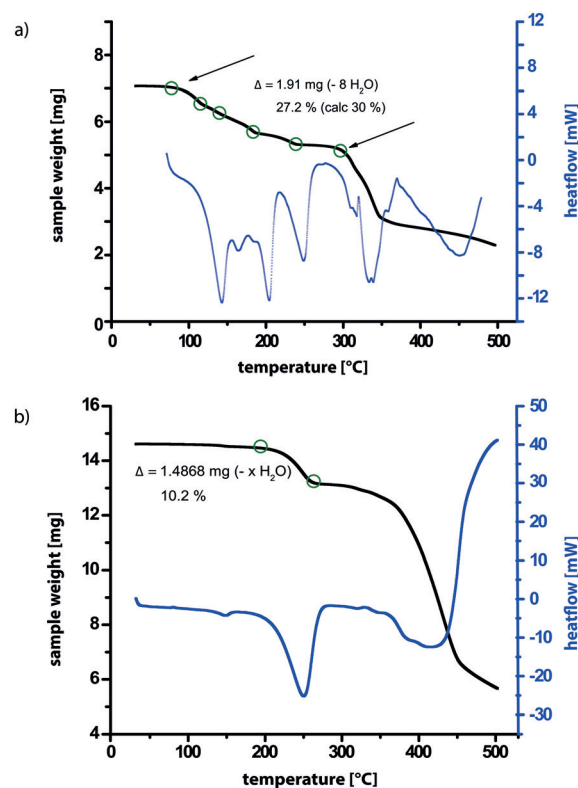 a)
sample weight [mg]
8
6
4
2
0
Δ = 1.91 mg (- 8 H₂O)
27.2 % (calc 30 %)
12
8
4
0
-4
-8
-12
heatflow [mW]
0 100 200 300 400 500
temperature [°C]
b)
sample weight [mg]
16
14
12
10
8
6
4
Δ = 1.4868 mg (- x H₂O)
10.2 %
50
40
30
20
10
0
-10
-20
-30
heatflow [mW]
0 100 200 300 400 500
temperature [°C]